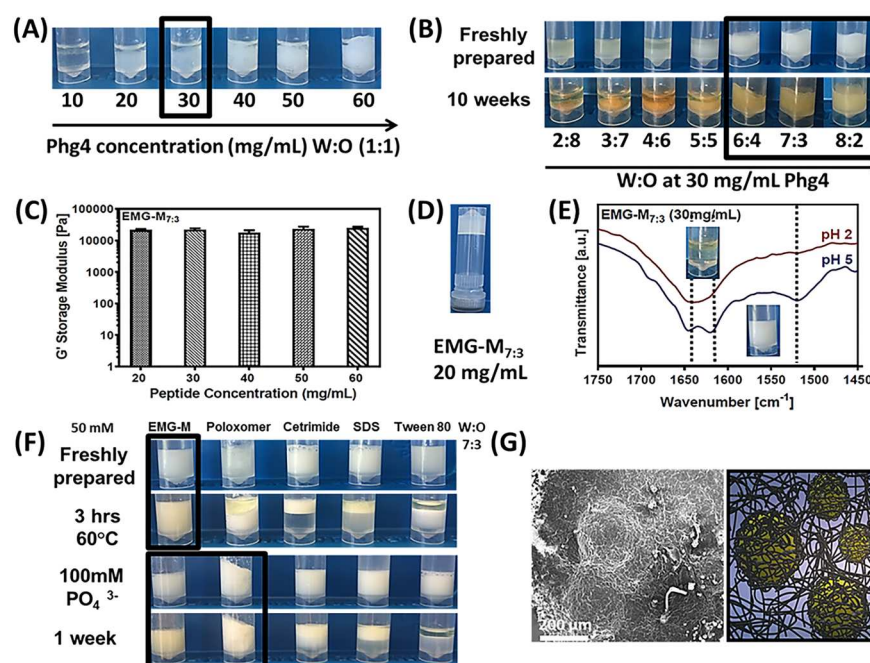 (A)
10 20 30 40 50 60
Phg4 concentration (mg/mL) W:O (1:1)
(B)
Freshly
prepared
10 weeks
2:8 3:7 4:6 5:5 6:4 7:3 8:2
W:O at 30 mg/mL Phg4
(C)
EMG-M7:3
G' Storage Modulus [Pa]
100000
10000
1000
100
10
1
20 30 40 50 60
Peptide Concentration (mg/mL)
(D)
EMG-M7:3
20 mg/mL
(E)
EMG-M7:3 (30mg/mL)
pH 2
pH 5
Transmittance [a.u.]
1750 1700 1650 1600 1550 1500 1450
Wavenumber [cm-1]
(F)
50 mM EMG-M Poloxomer Cetrimide SDS Tween 80 W:O
7:3
Freshly
prepared
3 hrs
60°C
100mM
PO4 3-
1 week
(G)
200 µm